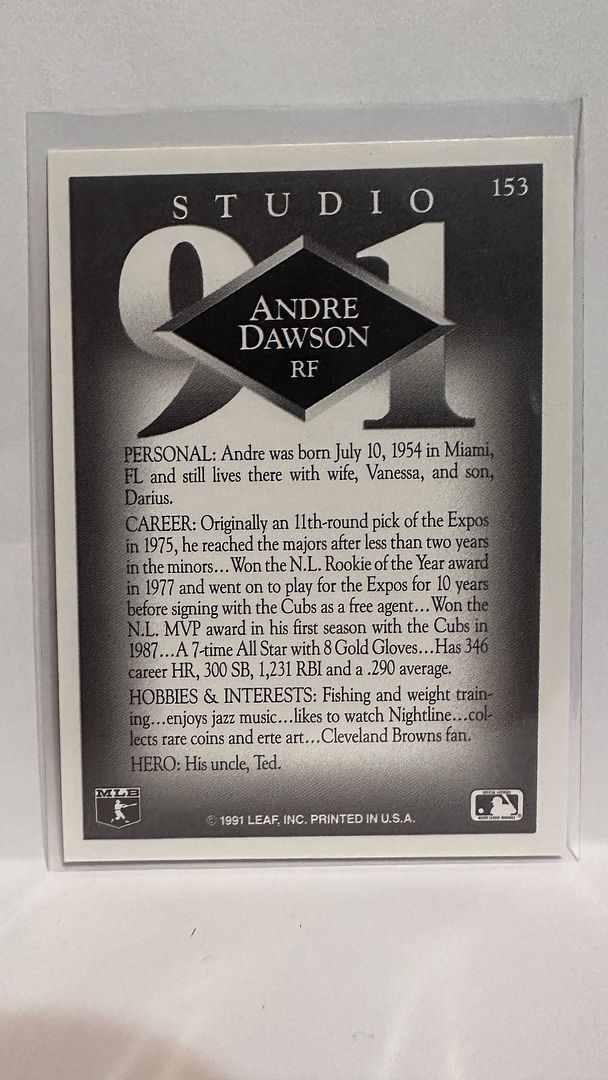 153
STUDIO
91
ANDRE
DAWSON
RF
PERSONAL: Andre was born July 10, 1954 in Miami,
FL and still lives there with wife, Vanessa, and son,
Darius.
CAREER: Originally an 11th-round pick of the Expos
in 1975, he reached the majors after less than two years
in the minors...Won the N.L. Rookie of the Year award
in 1977 and went on to play for the Expos for 10 years
before signing with the Cubs as a free agent...Won the
N.L. MVP award in his first season with the Cubs in
1987...A 7-time All Star with 8 Gold Gloves...Has 346
career HR, 300 SB, 1,231 RBI and a .290 average.
HOBBIES & INTERESTS: Fishing and weight train-
ing...enjoys jazz music...likes to watch Nightline...col-
lects rare coins and erte art...Cleveland Browns fan.
HERO: His uncle, Ted.
MLB
© 1991 LEAF, INC. PRINTED IN U.S.A.